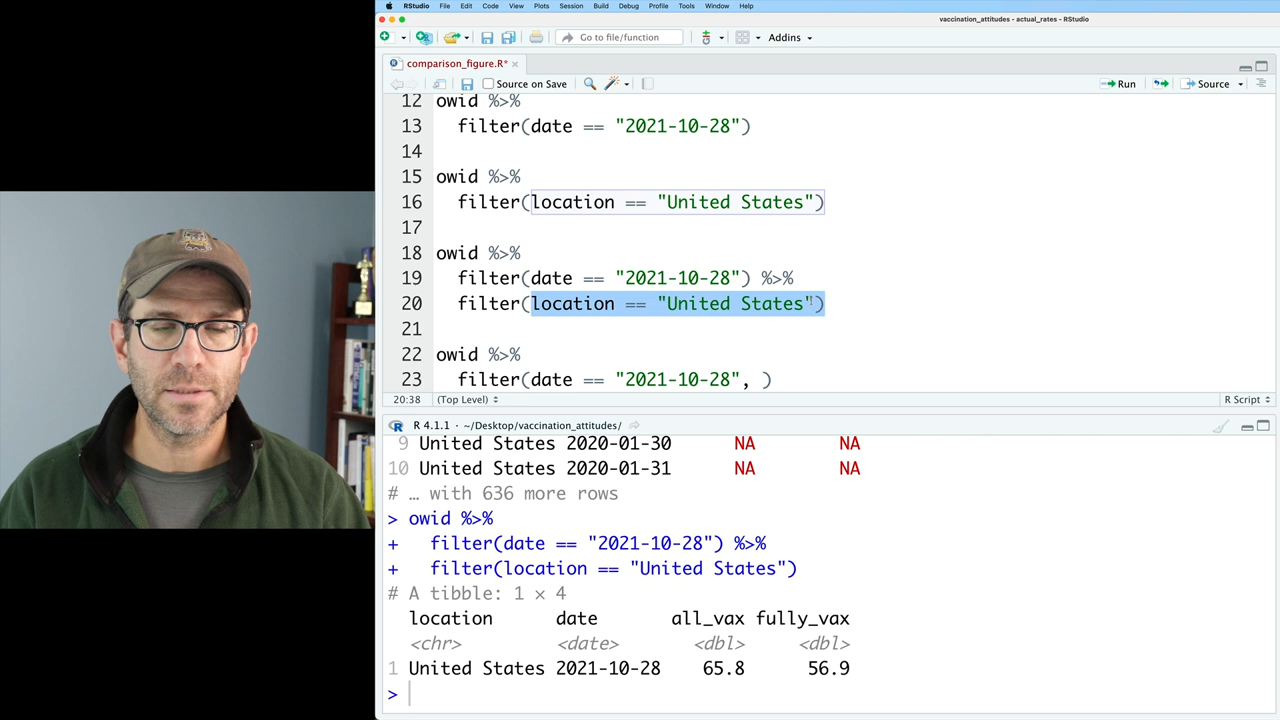 RStudio File Edit Code View Plots Session Build Debug Profile Tools Window Help
vaccination_attitudes - actual_rates - RStudio
Go to file/function Addins
comparison_figure.R*
Source on Save Run Source
12 owid %>%
13 filter(date == "2021-10-28")
14
15 owid %>%
16 filter(location == "United States")
17
18 owid %>%
19 filter(date == "2021-10-28") %>%
20 filter(location == "United States")
21
22 owid %>%
23 filter(date == "2021-10-28", )
20:38 (Top Level) R Script
R 4.1.1 · ~/Desktop/vaccination_attitudes/
9 United States 2020-01-30 NA NA
10 United States 2020-01-31 NA NA
# … with 636 more rows
> owid %>%
+ filter(date == "2021-10-28") %>%
+ filter(location == "United States")
# A tibble: 1 × 4
location date all_vax fully_vax
<chr> <date> <dbl> <dbl>
1 United States 2021-10-28 65.8 56.9
>